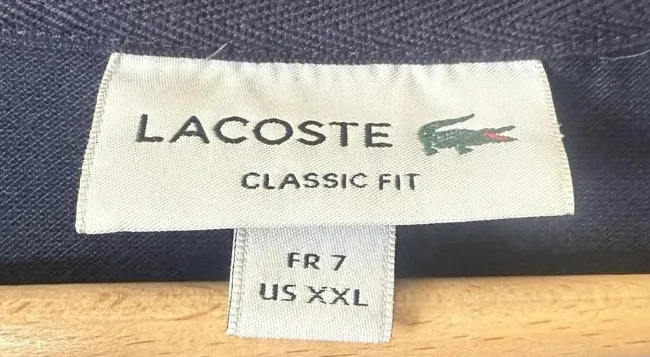 LACOSTE
CLASSIC FIT
FR 7
US XXL